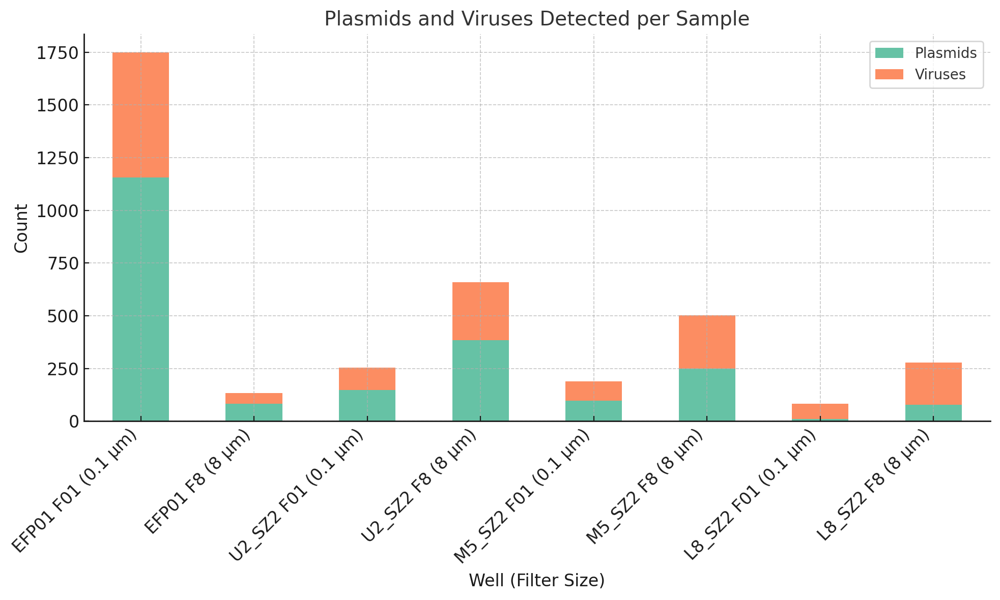 Plasmids and Viruses Detected per Sample
Plasmids
Viruses
Count
1750
1500
1250
1000
750
500
250
0
EFP01 F01 (0.1 µm)
EFP01 F8 (8 µm)
U2_SZ2 F01 (0.1 µm)
U2_SZ2 F8 (8 µm)
M5_SZ2 F01 (0.1 µm)
M5_SZ2 F8 (8 µm)
L8_SZ2 F01 (0.1 µm)
L8_SZ2 F8 (8 µm)
Well (Filter Size)